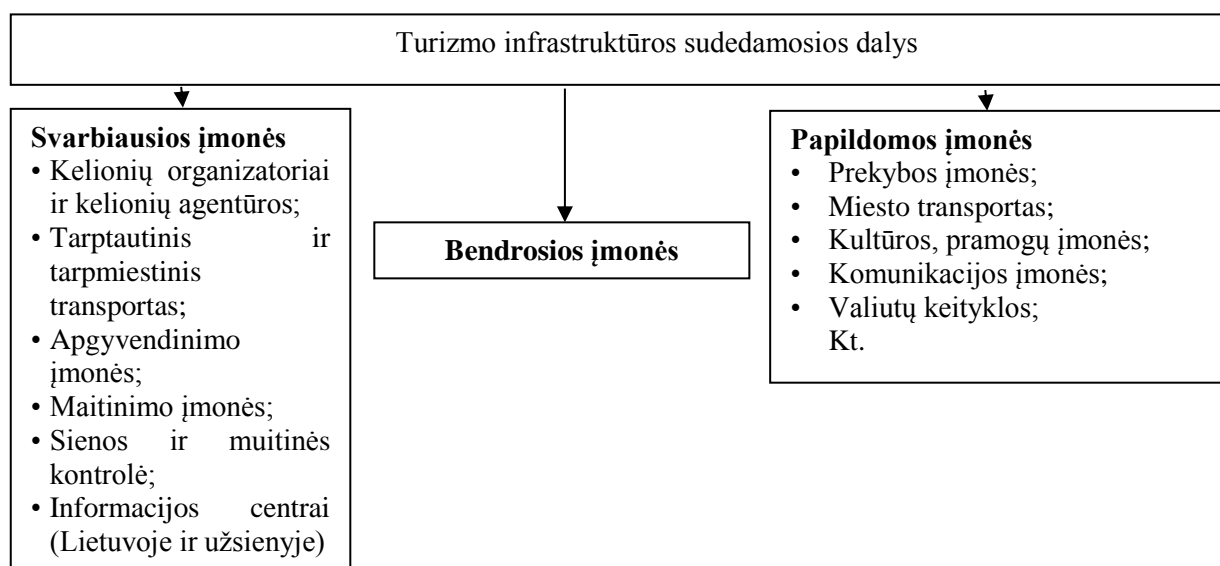 Turizmo infrastruktūros sudedamosios dalys
Svarbiausios įmonės
• Kelionių organizatoriai
ir kelionių agentūros;
• Tarptautinis ir
tarpmiestinis
transportas;
• Apgyvendinimo
įmonės;
• Maitinimo įmonės;
• Sienos ir muitinės
kontrolė;
• Informacijos centrai
(Lietuvoje ir užsienyje)
Bendrosios įmonės
Papildomos įmonės
• Prekybos įmonės;
• Miesto transportas;
• Kultūros, pramogų įmonės;
• Komunikacijos įmonės;
• Valiutų keityklos;
Kt.